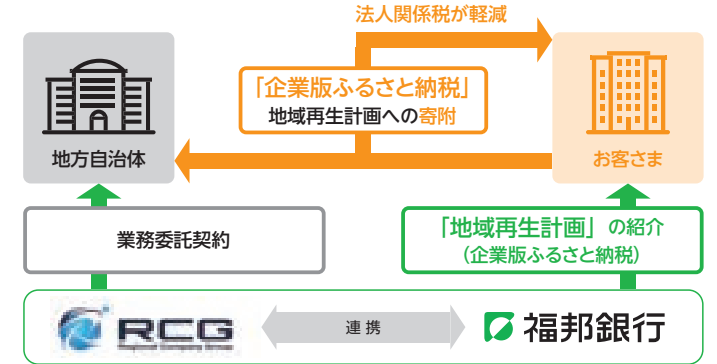 法人関係税が軽減
「企業版ふるさと納税」
地域再生計画への寄附
地方自治体
お客さま
業務委託契約
「地域再生計画」の紹介
（企業版ふるさと納税）
RCG
連携
福邦銀行